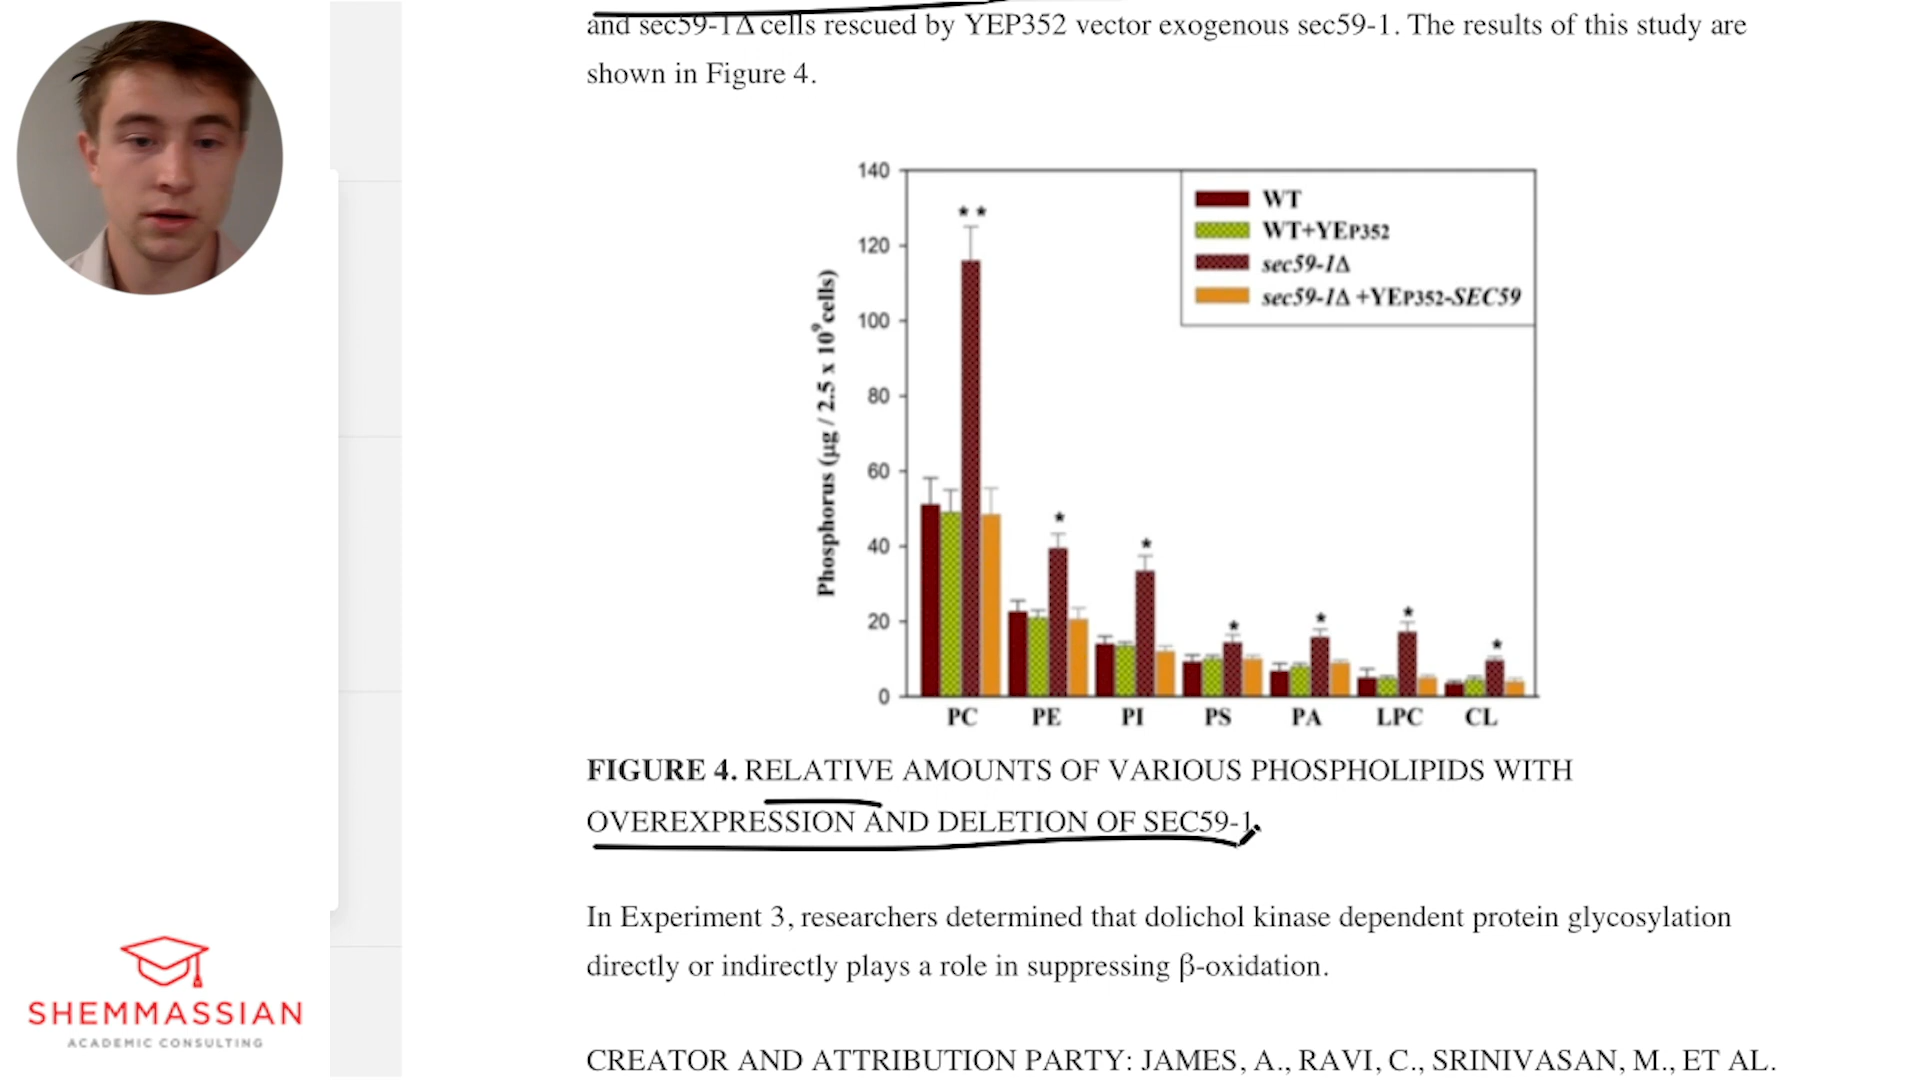 and sec59-1Δ cells rescued by YEP352 vector exogenous sec59-1. The results of this study are
shown in Figure 4.
140
120
100
80
60
40
20
0
Phosphorus (μg / 2.5 x 10⁹ cells)
WT
WT+YEP352
sec59-1Δ
sec59-1Δ +YEP352-SEC59
* *
*
*
*
*
*
*
PC PE PI PS PA LPC CL
FIGURE 4. RELATIVE AMOUNTS OF VARIOUS PHOSPHOLIPIDS WITH
OVEREXPRESSION AND DELETION OF SEC59-1.
In Experiment 3, researchers determined that dolichol kinase dependent protein glycosylation
directly or indirectly plays a role in suppressing β-oxidation.
CREATOR AND ATTRIBUTION PARTY: JAMES, A., RAVI, C., SRINIVASAN, M., ET AL.
SHEMMASSIAN
ACADEMIC CONSULTING